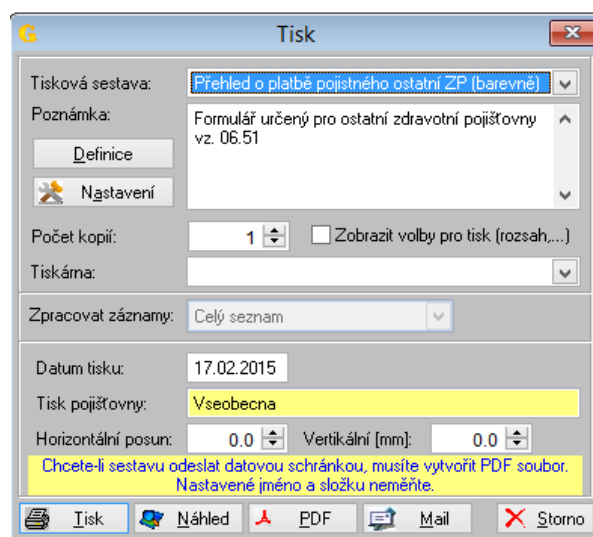 G Tisk
Tisková sestava: Přehled o platbě pojistného ostatní ZP (barevně)
Poznámka: Formulář určený pro ostatní zdravotní pojišťovny
vz. 06.51
Definice
Nastavení
Počet kopií: 1 Zobrazit volby pro tisk (rozsah,...)
Tiskárna:
Zpracovat záznamy: Celý seznam
Datum tisku: 17.02.2015
Tisk pojišťovny: Vseobecna
Horizontální posun: 0.0 Vertikální [mm]: 0.0
Chcete-li sestavu odeslat datovou schránkou, musíte vytvořit PDF soubor.
Nastavené jméno a složku neměňte.
Tisk Náhled PDF Mail Storno